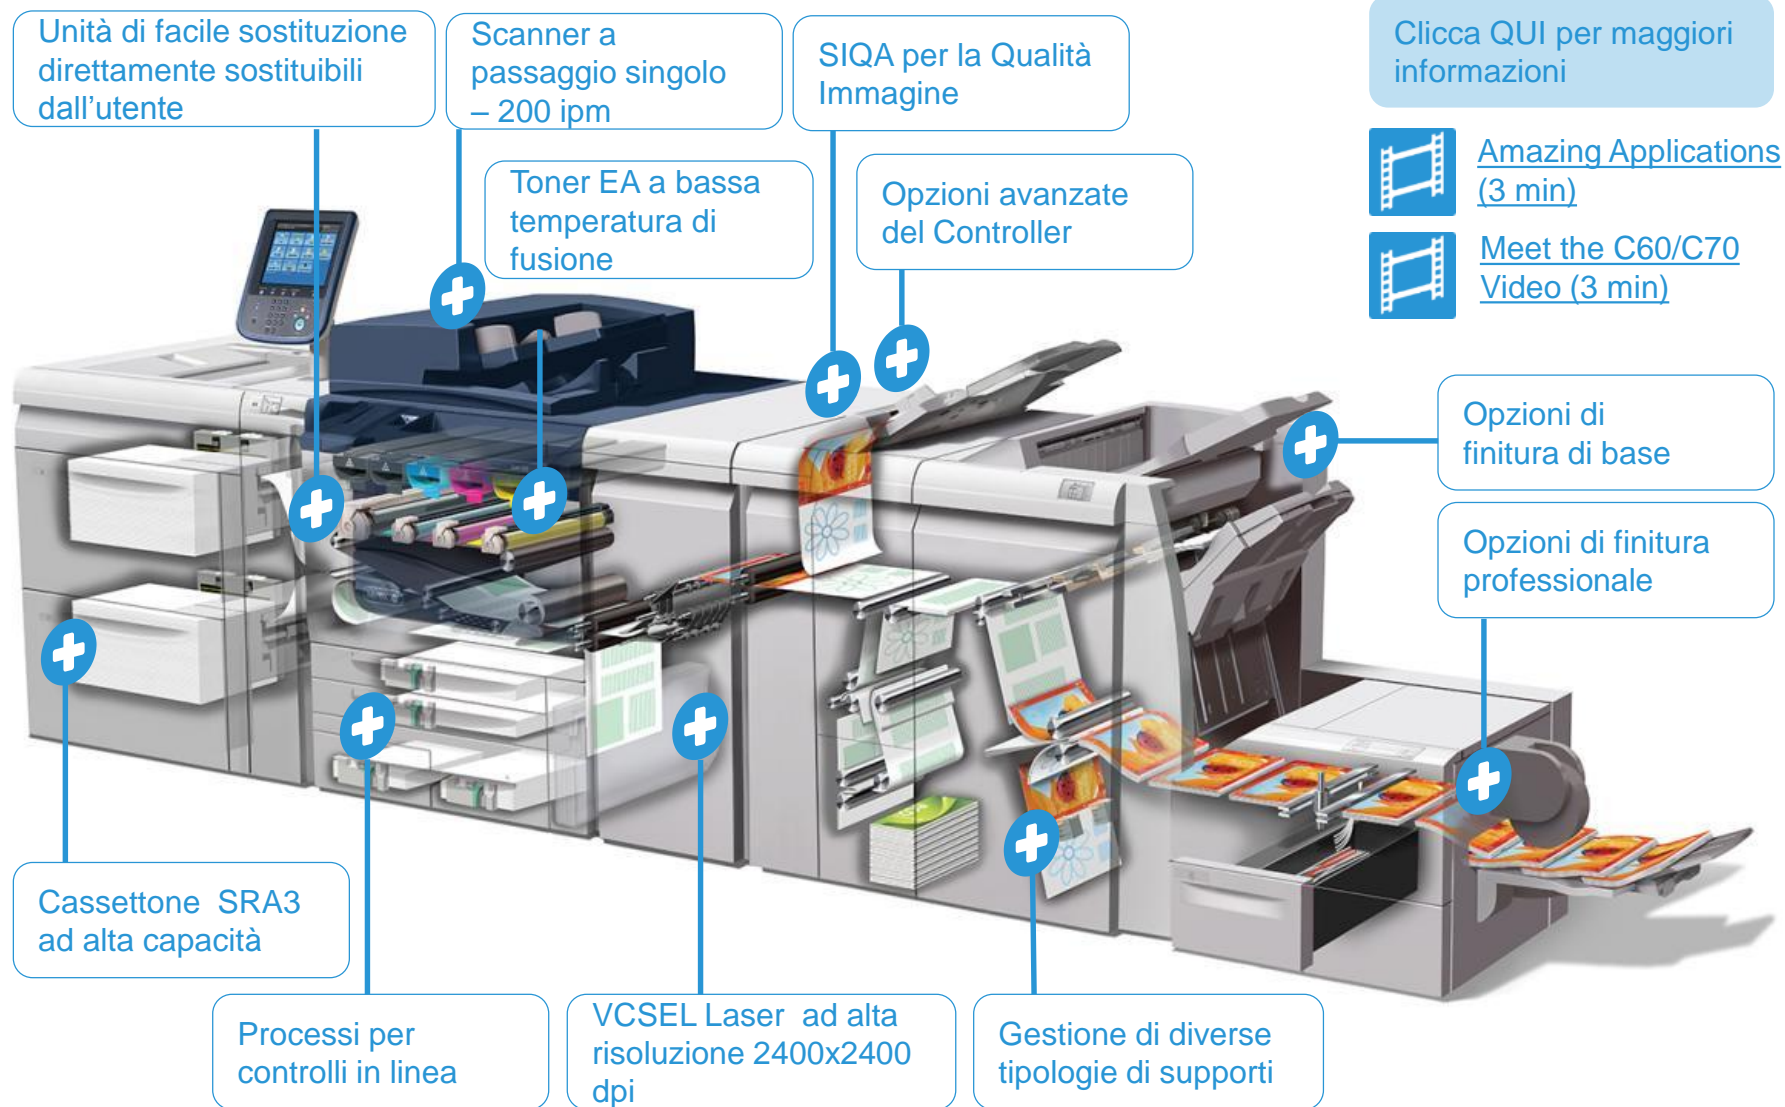 Unità di facile sostituzione
direttamente sostituibili
dall’utente
Scanner a
passaggio singolo
– 200 ipm
SIQA per la Qualità
Immagine
Clicca QUI per maggiori
informazioni
Toner EA a bassa
temperatura di
fusione
Opzioni avanzate
del Controller
Amazing Applications
(3 min)
Meet the C60/C70
Video (3 min)
Opzioni di
finitura di base
Opzioni di finitura
professionale
Cassettone  SRA3
ad alta capacità
Processi per
controlli in linea
VCSEL Laser  ad alta
risoluzione 2400x2400
dpi
Gestione di diverse
tipologie di supporti